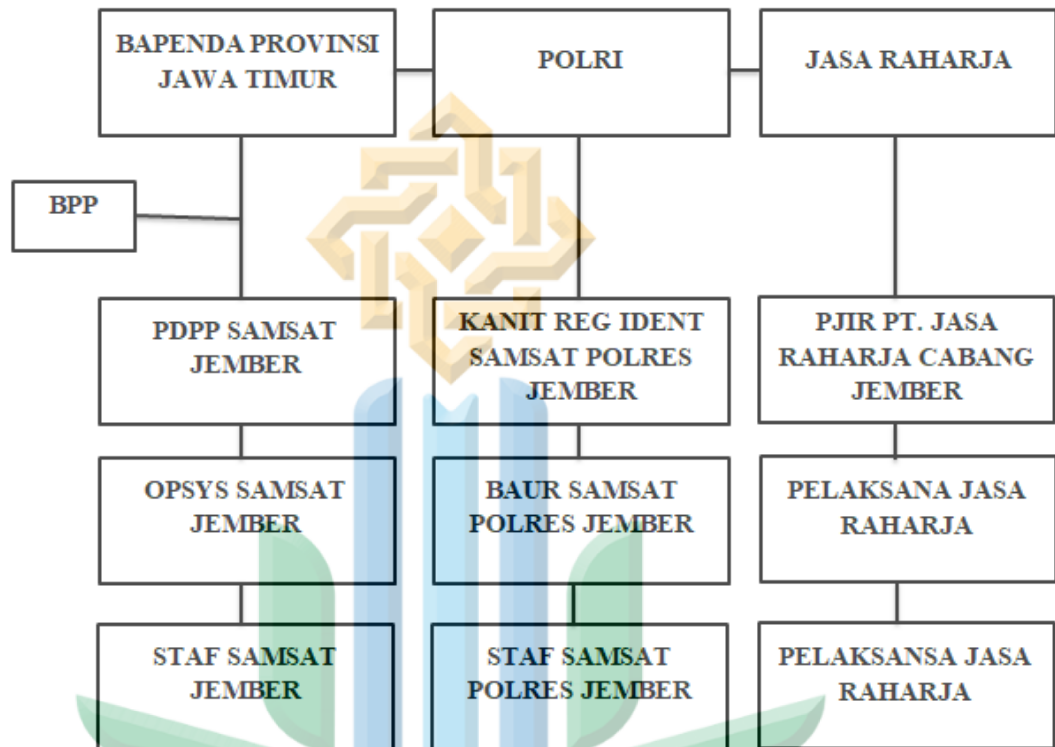 BAPENDA PROVINSI
JAWA TIMUR
POLRI
JASA RAHARJA
BPP
PDPP SAMSAT
JEMBER
KANIT REG IDENT
SAMSAT POLRES
JEMBER
PJIR PT. JASA
RAHARJA CABANG
JEMBER
OPSYS SAMSAT
JEMBER
BAUR SAMSAT
POLRES JEMBER
PELAKSANA JASA
RAHARJA
STAF SAMSAT
JEMBER
STAF SAMSAT
POLRES JEMBER
PELAKSANSA JASA
RAHARJA